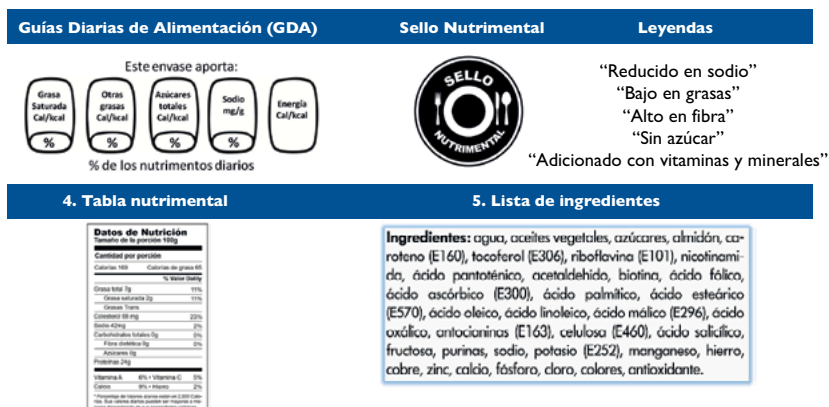 Guías Diarias de Alimentación (GDA)
Sello Nutrimental
Leyendas
Este envase aporta:
Grasa
Saturada
Cal/kcal
%
Otras
grasas
Cal/kcal
%
Azúcares
totales
Cal/kcal
%
Sodio
mg/g
%
Energía
Cal/kcal
% de los nutrimentos diarios
SELLO
NUTRIMENTAL
“Reducido en sodio”
“Bajo en grasas”
“Alto en fibra”
“Sin azúcar”
“Adicionado con vitaminas y minerales”
4. Tabla nutrimental
5. Lista de ingredientes
Datos de Nutrición
Tamaño de la porción 100g
Cantidad por porción
Calorías 169 Calorías de grasa 65
% Valor Dailiy
Grasa total 7g 11%
Grasa saturada 2g 11%
Grasas Trans
Colesterol 69 mg 23%
Sodio 42mg 2%
Carbohidratos totales 0g 0%
Fibra dietética 0g 0%
Azúcares 0g
Proteínas 24g
Vitamina A 6% • Vitamina C 5%
Calcio 9% • Hierro 2%
Ingredientes: agua, aceites vegetales, azúcares, almidón, ca-
roteno (E160), tocoferol (E306), riboflavina (E101), nicotinami-
da, ácido pantoténico, acetaldehido, biotina, ácido fólico,
ácido ascórbico (E300), ácido palmítico, ácido esteárico
(E570), ácido oleico, ácido linoleico, ácido málico (E296), ácido
oxálico, antocianinas (E163), celulosa (E460), ácido salicílico,
fructosa, purinas, sodio, potasio (E252), manganeso, hierro,
cobre, zinc, calcio, fósforo, cloro, colores, antioxidante.